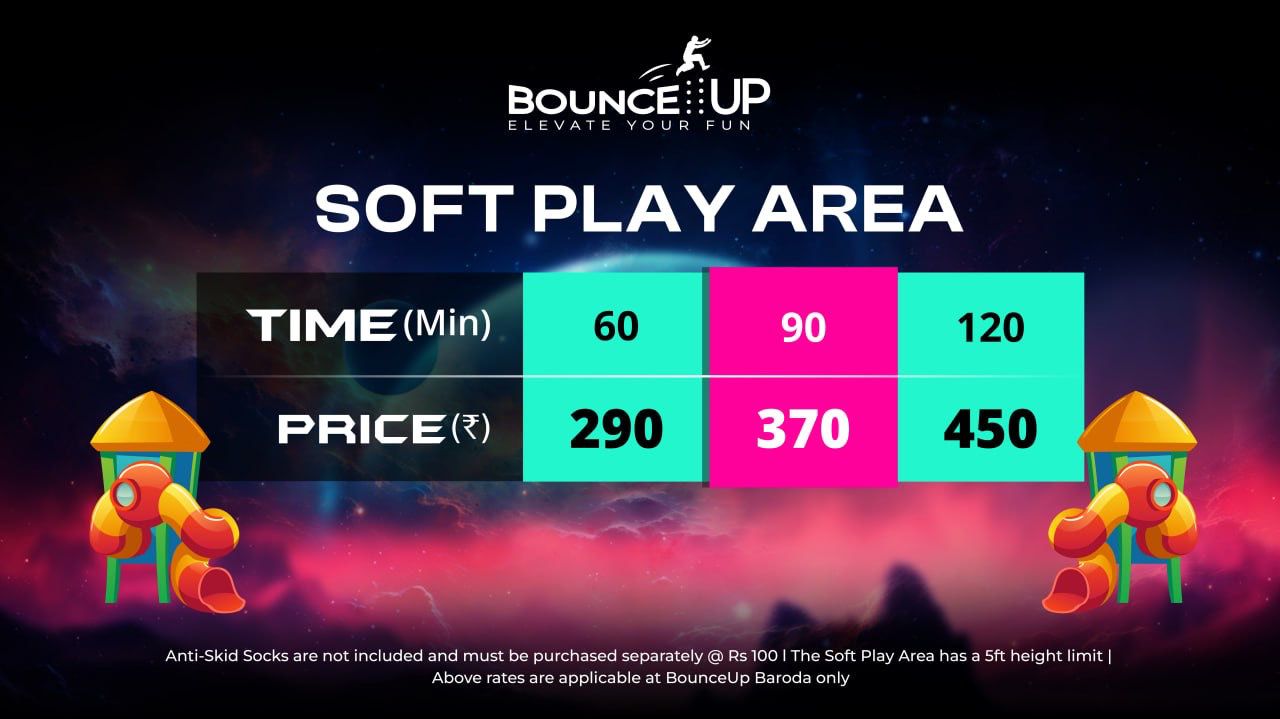 BOUNCE UP
ELEVATE YOUR FUN
SOFT PLAY AREA
TIME (Min) 60 90 120
PRICE (₹) 290 370 450
Anti-Skid Socks are not included and must be purchased separately @ Rs 100 l The Soft Play Area has a 5ft height limit |
Above rates are applicable at BounceUp Baroda only